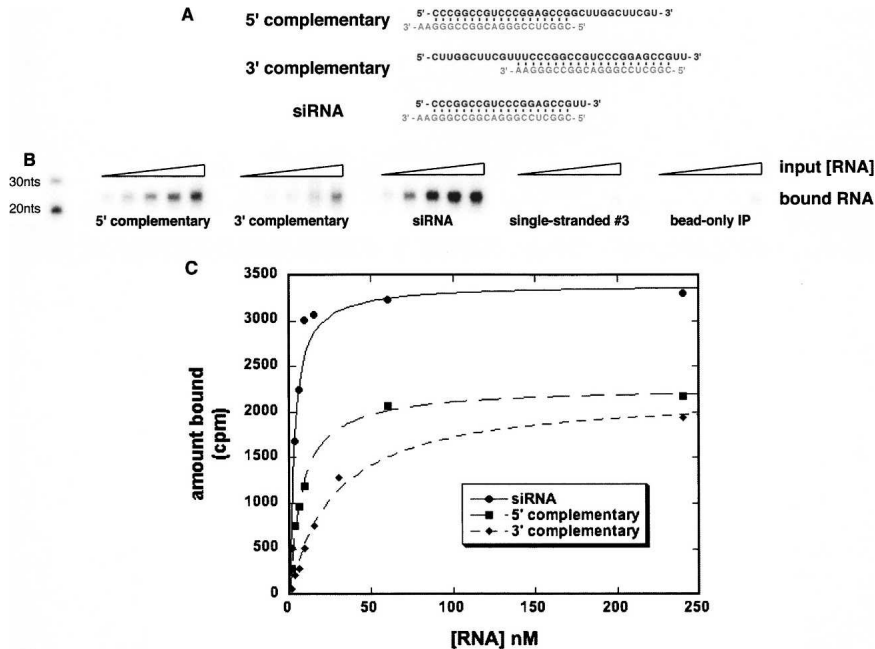 A
5' complementary
5'- CCCGGCCGUCCCGGAGCCGGCUUGGCUUCGU- 3'
3'- AAGGGCCGGCAGGGCCUCGGC- 5'
3' complementary
5'- CUUGGCUUCGUUUCCCGGCCGUCCCGGAGCCGUU- 3'
3'- AAGGGCCGGCAGGGCCUCGGC- 5'
siRNA
5'- CCCGGCCGUCCCGGAGCCGUU- 3'
3'- AAGGGCCGGCAGGGCCUCGGC- 5'
B
30nts
20nts
input [RNA]
bound RNA
5' complementary
3' complementary
siRNA
single-stranded #3
bead-only IP
C
amount bound
(cpm)
3500
3000
2500
2000
1500
1000
500
0
siRNA
5' complementary
3' complementary
0
50
100
150
200
250
[RNA] nM